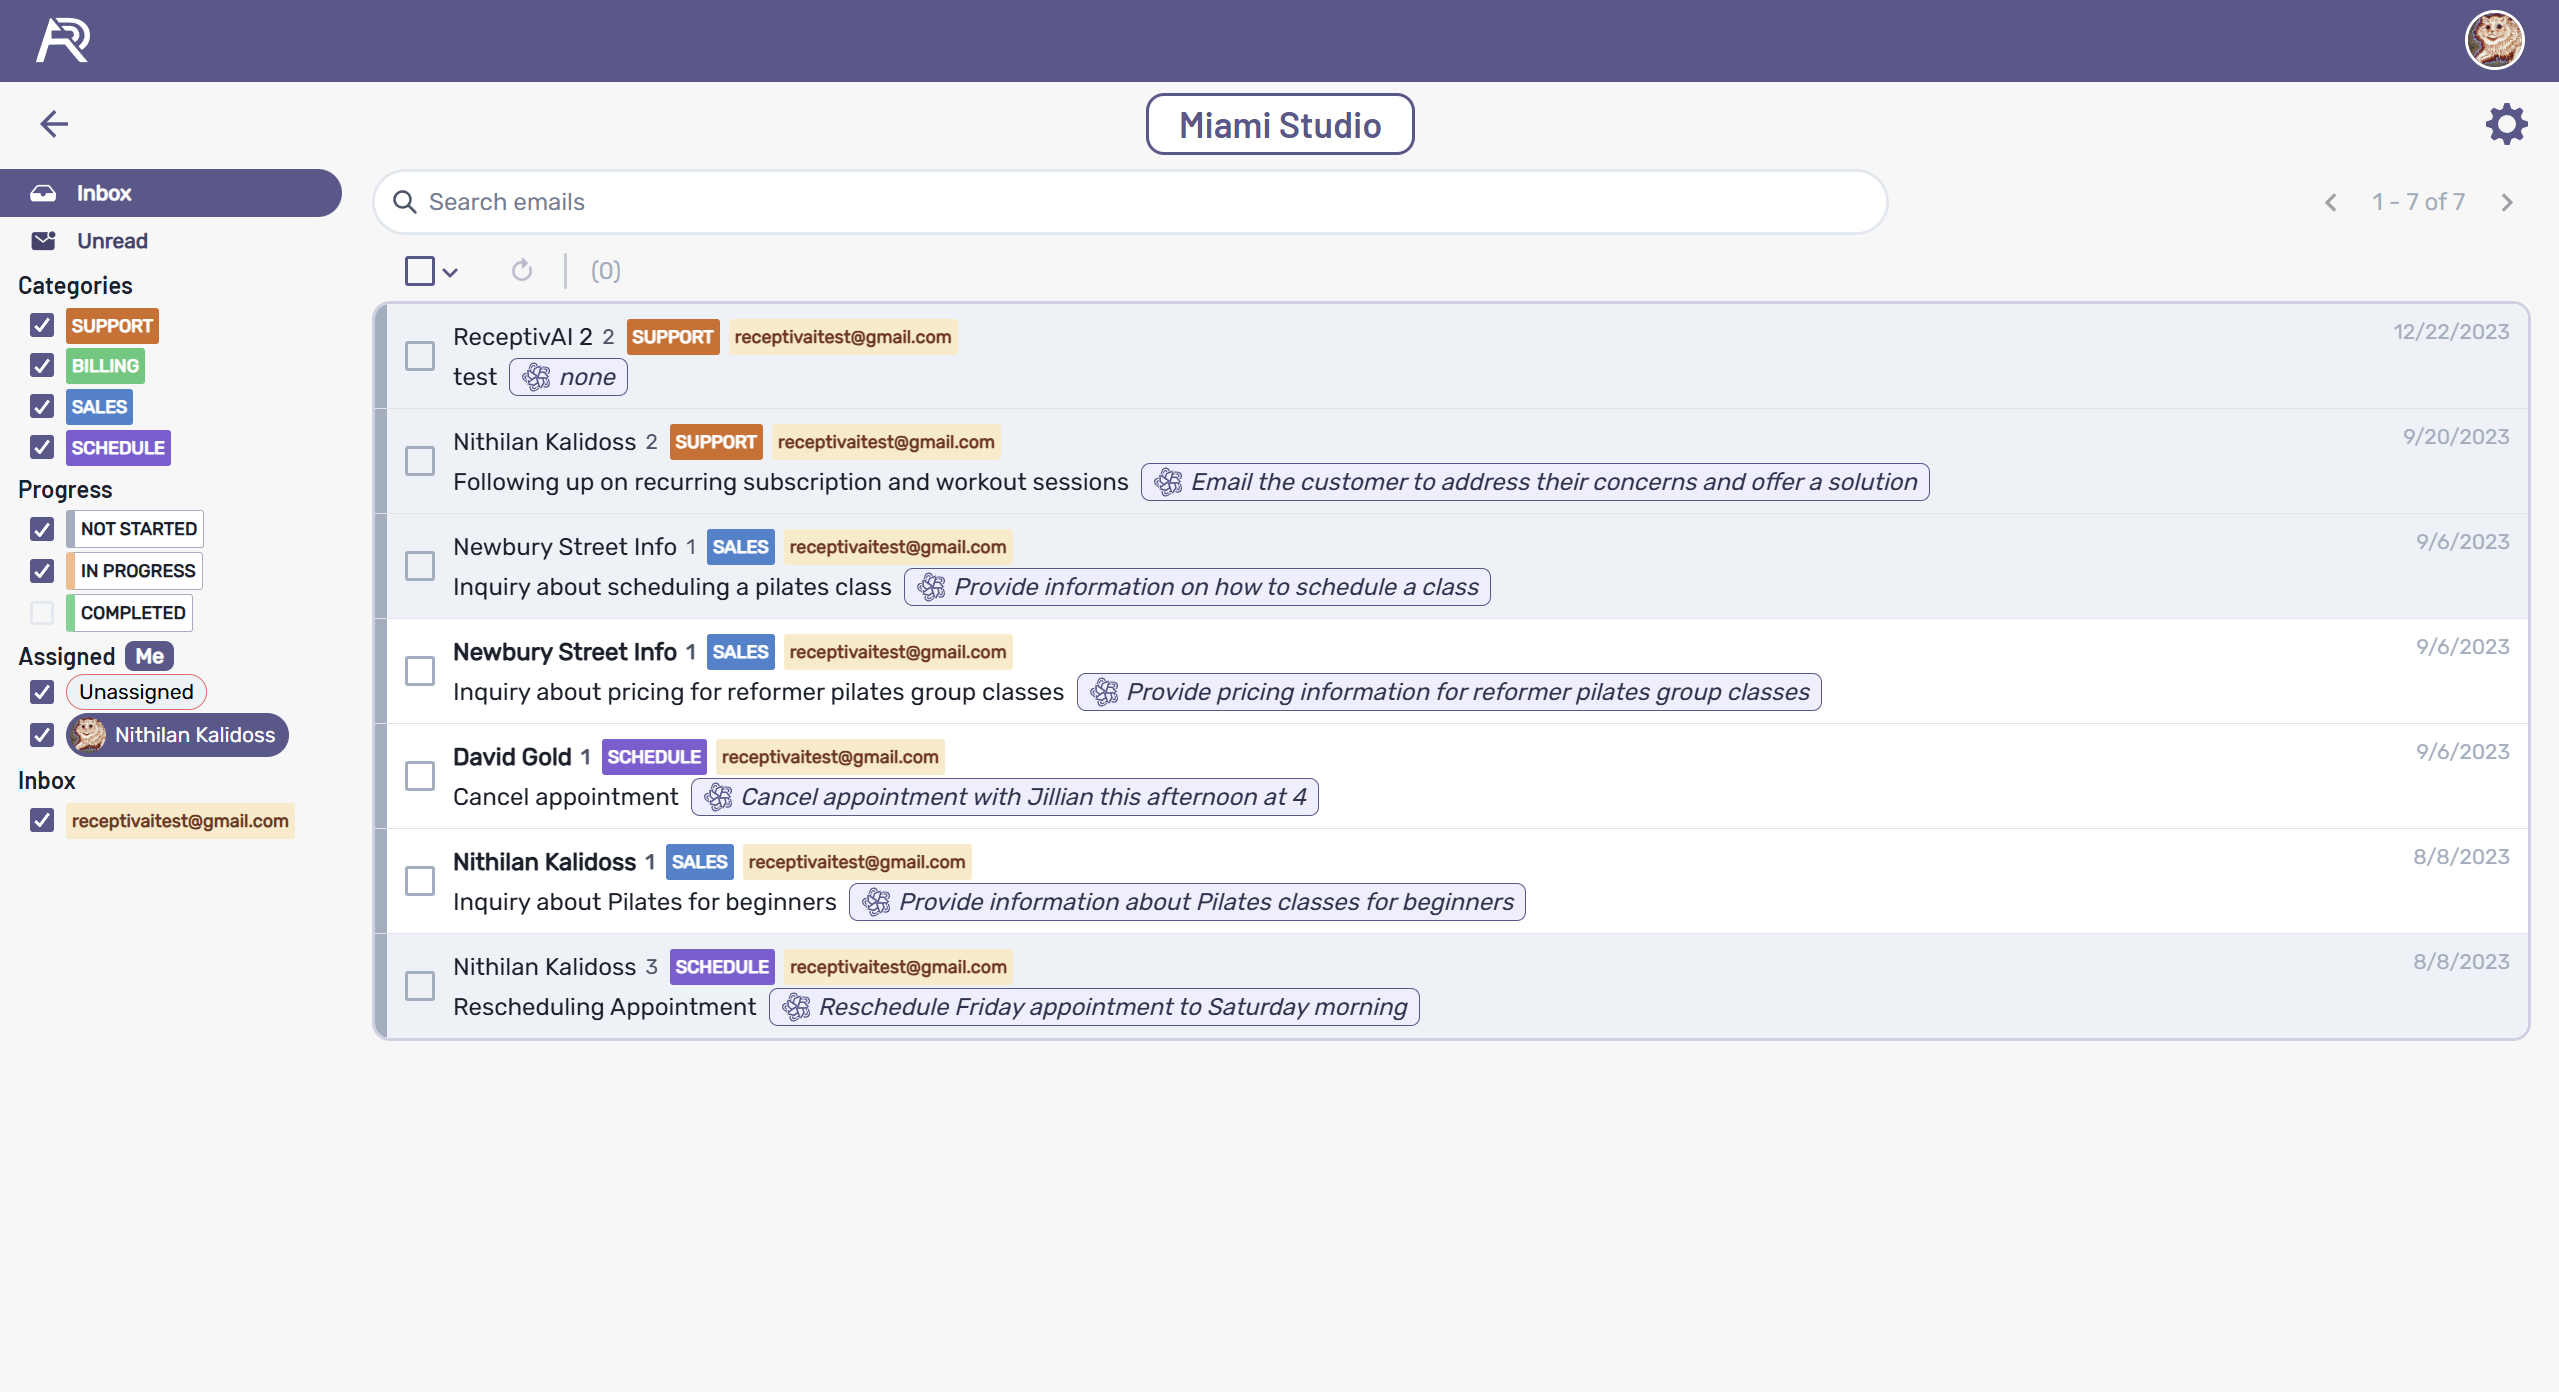 Miami Studio
Inbox
Unread
Categories
SUPPORT
BILLING
SALES
SCHEDULE
Progress
NOT STARTED
IN PROGRESS
COMPLETED
Assigned Me
Unassigned
Nithilan Kalidoss
Inbox
receptivaitest@gmail.com
Search emails
1 - 7 of 7
(0)
ReceptivAI 2 2 SUPPORT receptivaitest@gmail.com 12/22/2023
test none
Nithilan Kalidoss 2 SUPPORT receptivaitest@gmail.com 9/20/2023
Following up on recurring subscription and workout sessions Email the customer to address their concerns and offer a solution
Newbury Street Info 1 SALES receptivaitest@gmail.com 9/6/2023
Inquiry about scheduling a pilates class Provide information on how to schedule a class
Newbury Street Info 1 SALES receptivaitest@gmail.com 9/6/2023
Inquiry about pricing for reformer pilates group classes Provide pricing information for reformer pilates group classes
David Gold 1 SCHEDULE receptivaitest@gmail.com 9/6/2023
Cancel appointment Cancel appointment with Jillian this afternoon at 4
Nithilan Kalidoss 1 SALES receptivaitest@gmail.com 8/8/2023
Inquiry about Pilates for beginners Provide information about Pilates classes for beginners
Nithilan Kalidoss 3 SCHEDULE receptivaitest@gmail.com 8/8/2023
Rescheduling Appointment Reschedule Friday appointment to Saturday morning